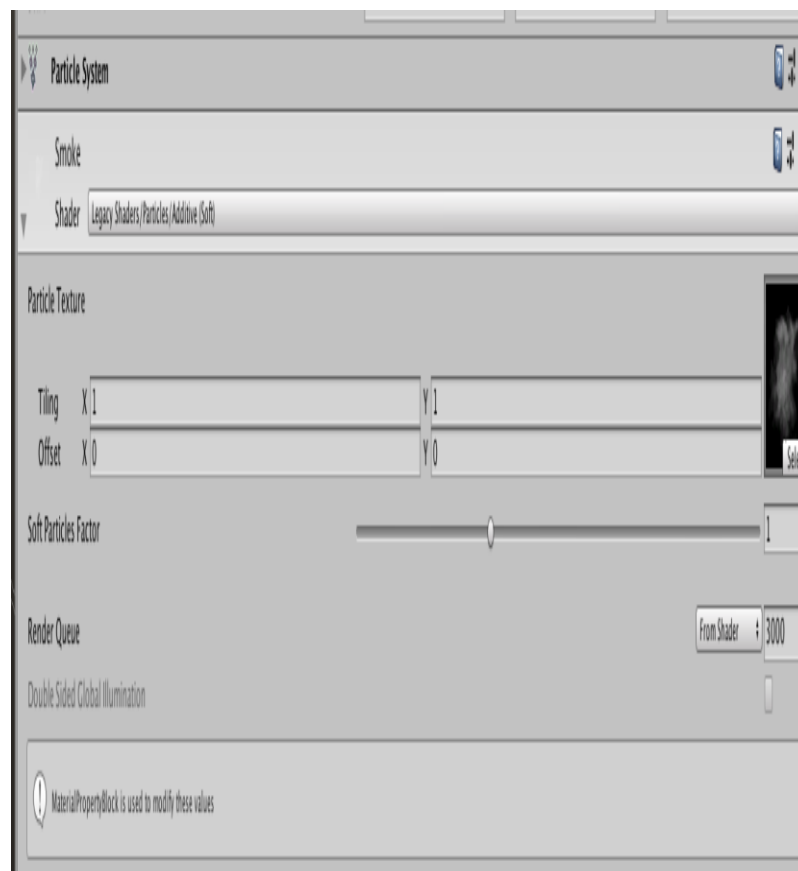 Particle System
Smoke
Shader Legacy Shaders/Particles/Additive (Soft)
Particle Texture
Tiling X 1 Y 1
Offset X 0 Y 0
Sele
Soft Particles Factor 1
Render Queue From Shader 3000
Double Sided Global Illumination
MaterialPropertyBlock is used to modify these values